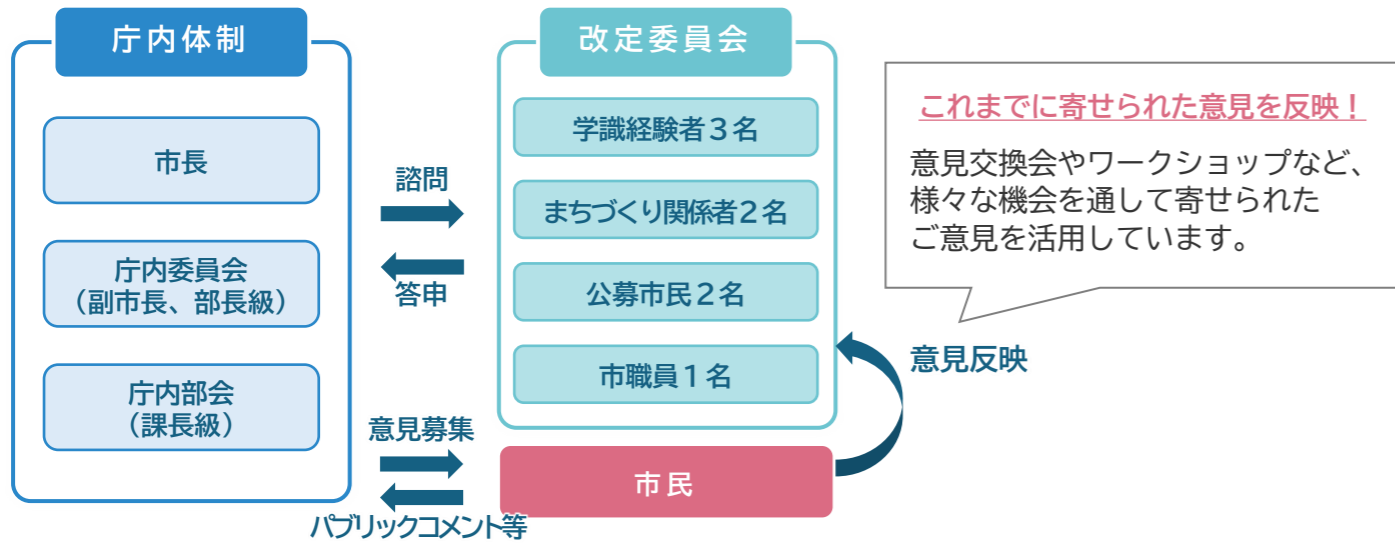 庁内体制
市長
庁内委員会
（副市長、部長級）
庁内部会
（課長級）
諮問
答申
意見募集
パブリックコメント等
改定委員会
学識経験者３名
まちづくり関係者２名
公募市民２名
市職員１名
市民
意見反映
これまでに寄せられた意見を反映！
意見交換会やワークショップなど、
様々な機会を通して寄せられた
ご意見を活用しています。